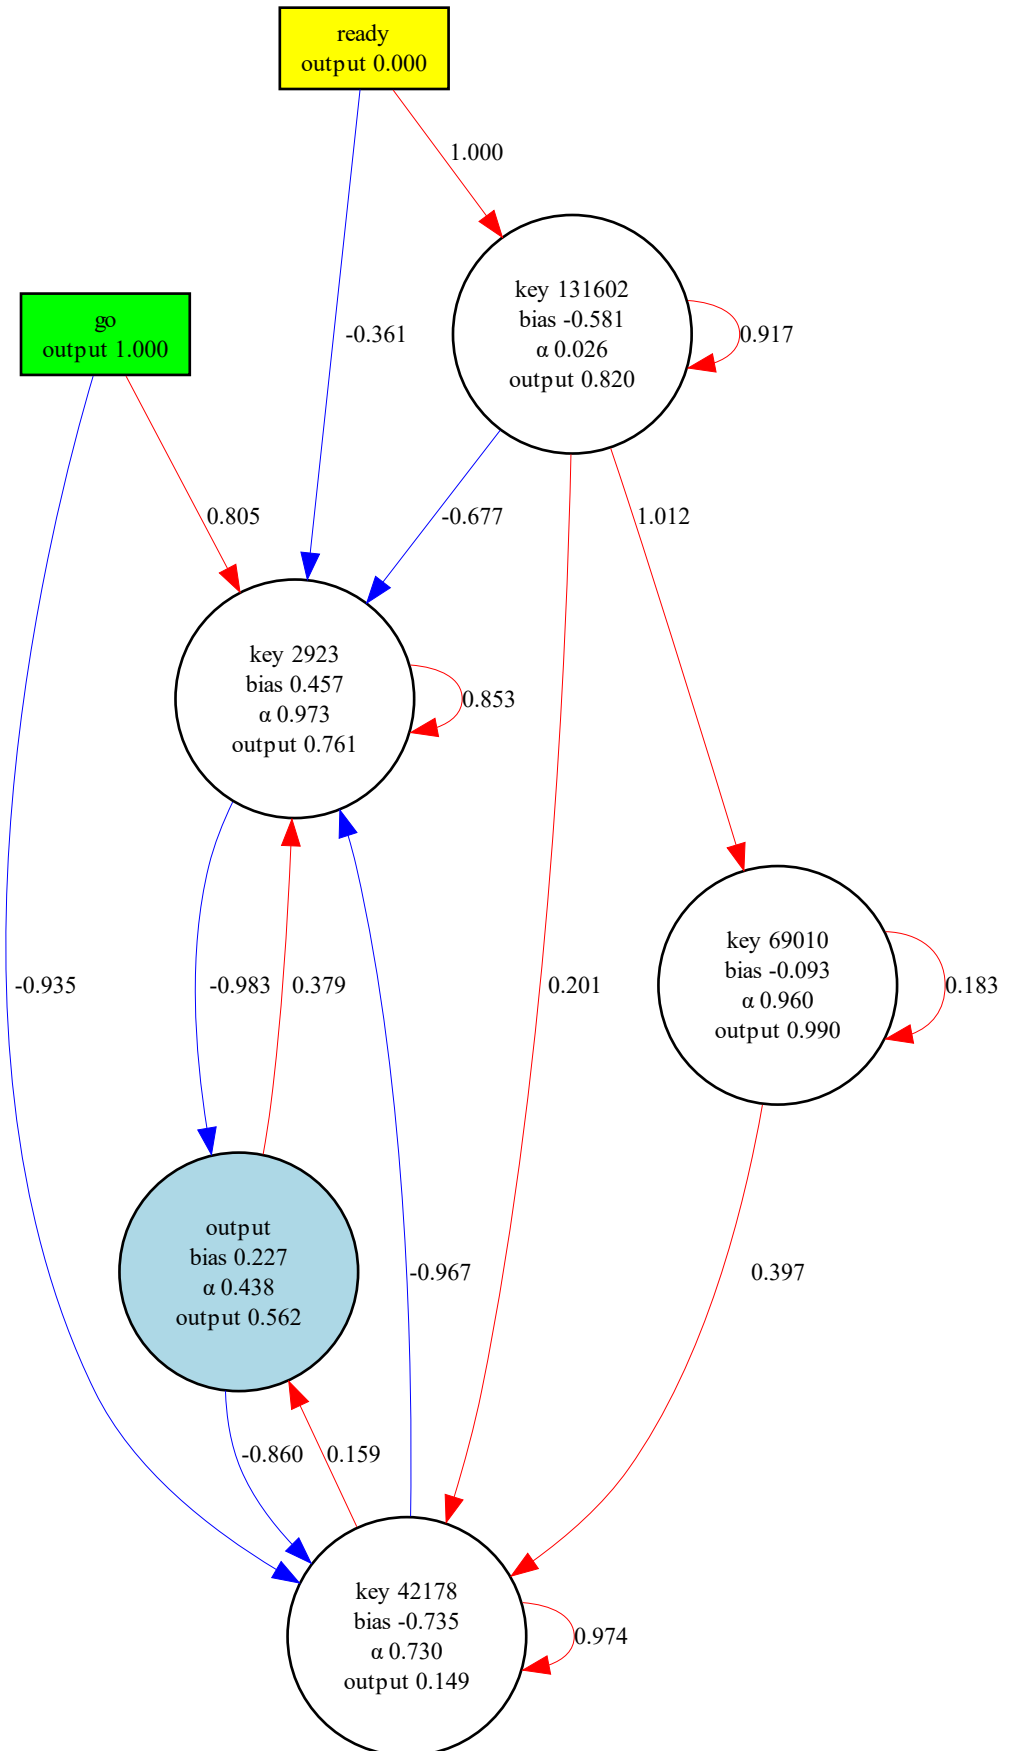 ready
output 0.000
1.000
key 131602
bias -0.581
α 0.026
output 0.820
0.917
go
output 1.000
-0.361
0.805
-0.677
1.012
key 2923
bias 0.457
α 0.973
output 0.761
0.853
key 69010
bias -0.093
α 0.960
output 0.990
0.183
-0.935
-0.983
0.379
0.201
output
bias 0.227
α 0.438
output 0.562
-0.967
0.397
-0.860
0.159
key 42178
bias -0.735
α 0.730
output 0.149
0.974